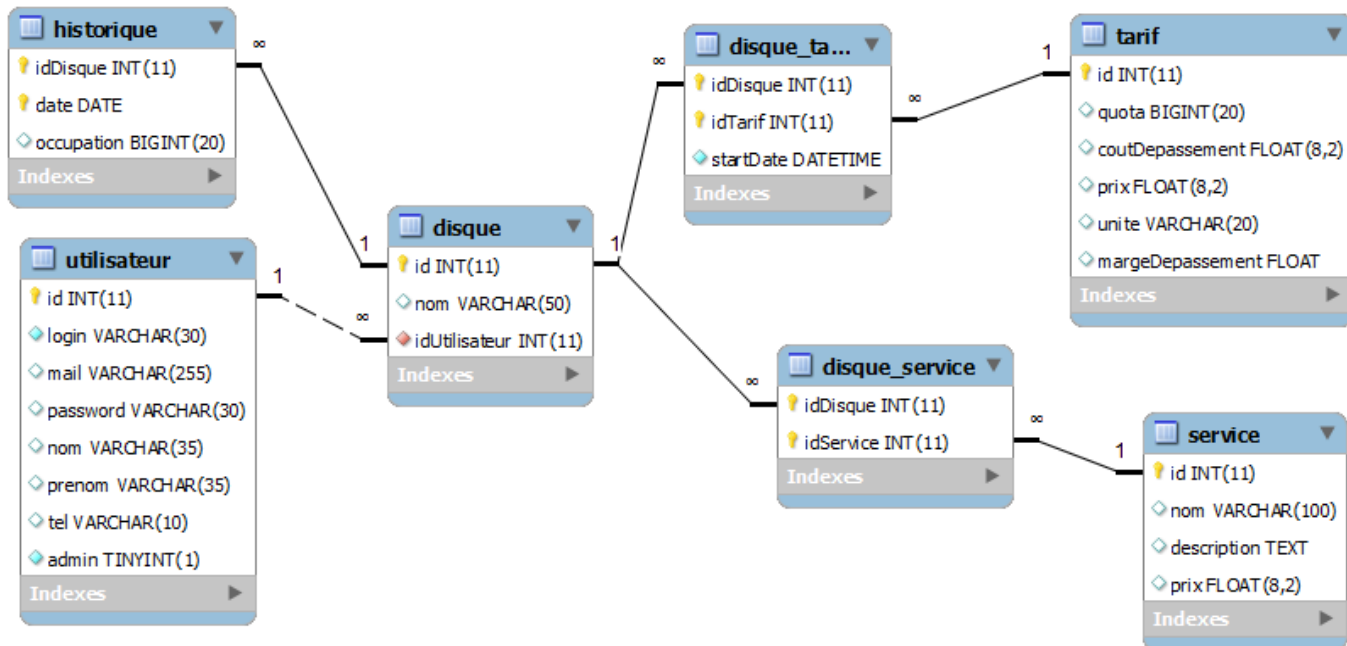 historique
idDisque INT(11)
date DATE
occupation BIGINT(20)
Indexes
∞
1
utilisateur
id INT(11)
login VARCHAR(30)
mail VARCHAR(255)
password VARCHAR(30)
nom VARCHAR(35)
prenom VARCHAR(35)
tel VARCHAR(10)
admin TINYINT(1)
Indexes
1
∞
disque
id INT(11)
nom VARCHAR(50)
idUtilisateur INT(11)
Indexes
1
∞
disque_ta...
idDisque INT(11)
idTarif INT(11)
startDate DATETIME
Indexes
∞
1
tarif
id INT(11)
quota BIGINT(20)
coutDepassement FLOAT(8,2)
prix FLOAT(8,2)
unite VARCHAR(20)
margeDepassement FLOAT
Indexes
∞
disque_service
idDisque INT(11)
idService INT(11)
Indexes
∞
1
service
id INT(11)
nom VARCHAR(100)
description TEXT
prix FLOAT(8,2)
Indexes